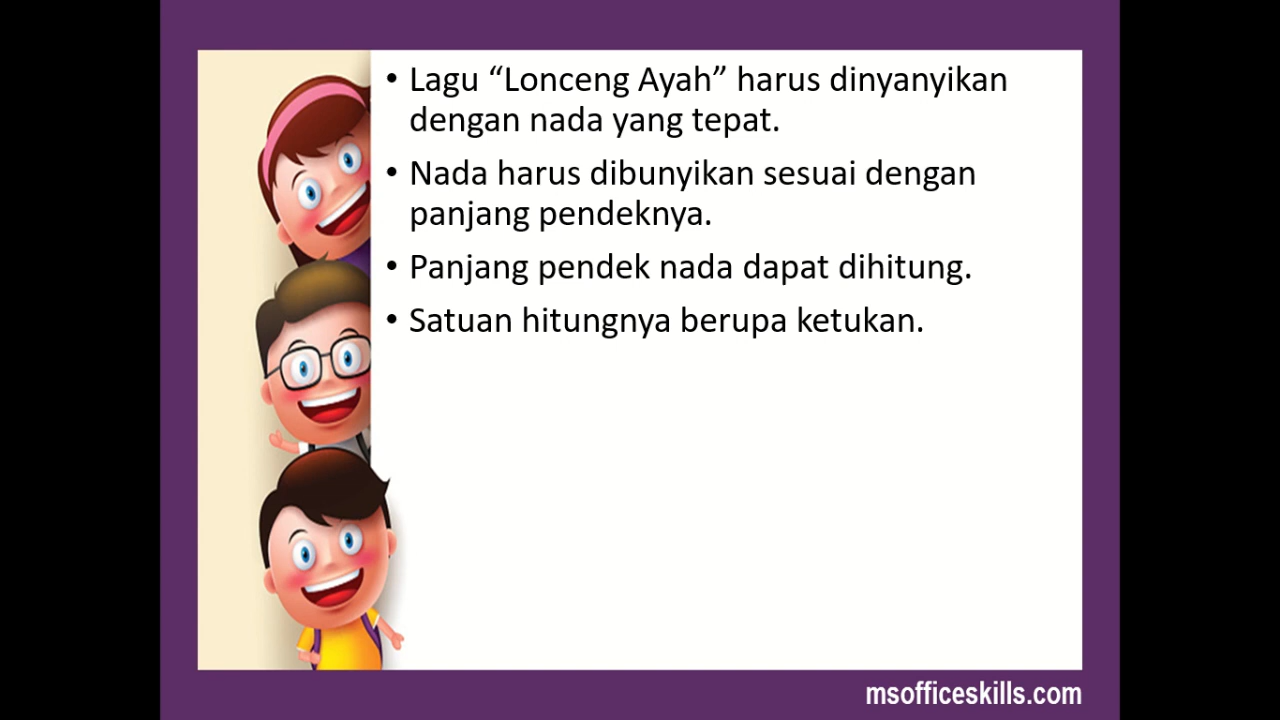 • Lagu “Lonceng Ayah” harus dinyanyikan
dengan nada yang tepat.
• Nada harus dibunyikan sesuai dengan
panjang pendeknya.
• Panjang pendek nada dapat dihitung.
• Satuan hitungnya berupa ketukan.
msofficeskills.com